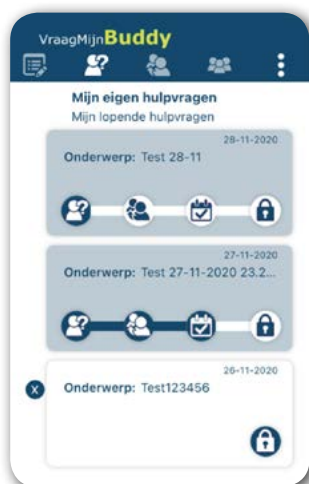 VraagMijnBuddy
Mijn eigen hulpvragen
Mijn lopende hulpvragen
28-11-2020
Onderwerp: Test 28-11
27-11-2020
Onderwerp: Test 27-11-2020 23.2...
26-11-2020
X
Onderwerp: Test123456